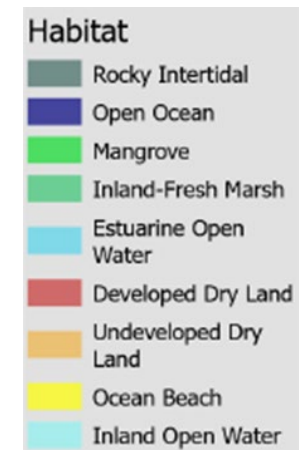 Habitat
Rocky Intertidal
Open Ocean
Mangrove
Inland-Fresh Marsh
Estuarine Open
Water
Developed Dry Land
Undeveloped Dry
Land
Ocean Beach
Inland Open Water